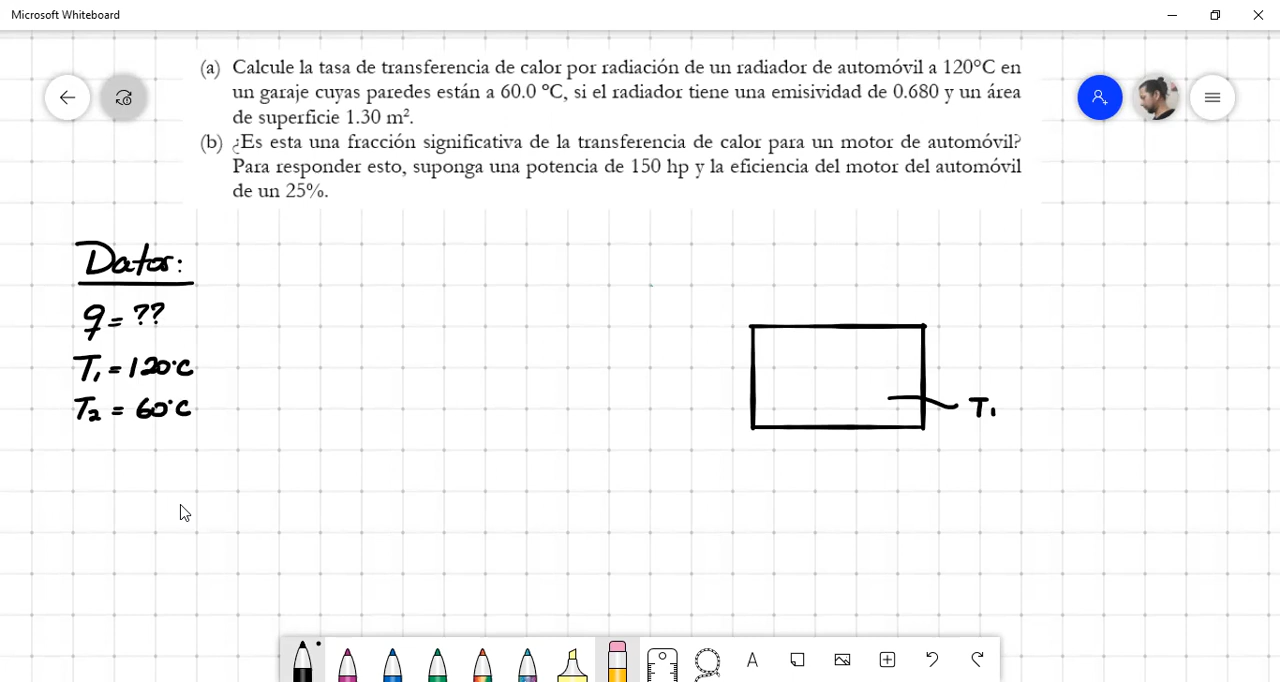 Microsoft Whiteboard
(a) Calcule la tasa de transferencia de calor por radiación de un radiador de automóvil a 120°C en
un garaje cuyas paredes están a 60.0 °C, si el radiador tiene una emisividad de 0.680 y un área
de superficie 1.30 m².
(b) ¿Es esta una fracción significativa de la transferencia de calor para un motor de automóvil?
Para responder esto, suponga una potencia de 150 hp y la eficiencia del motor del automóvil
de un 25%.
Datos:
q = ??
T₁ = 120°C
T₂ = 60°C
T₁
A